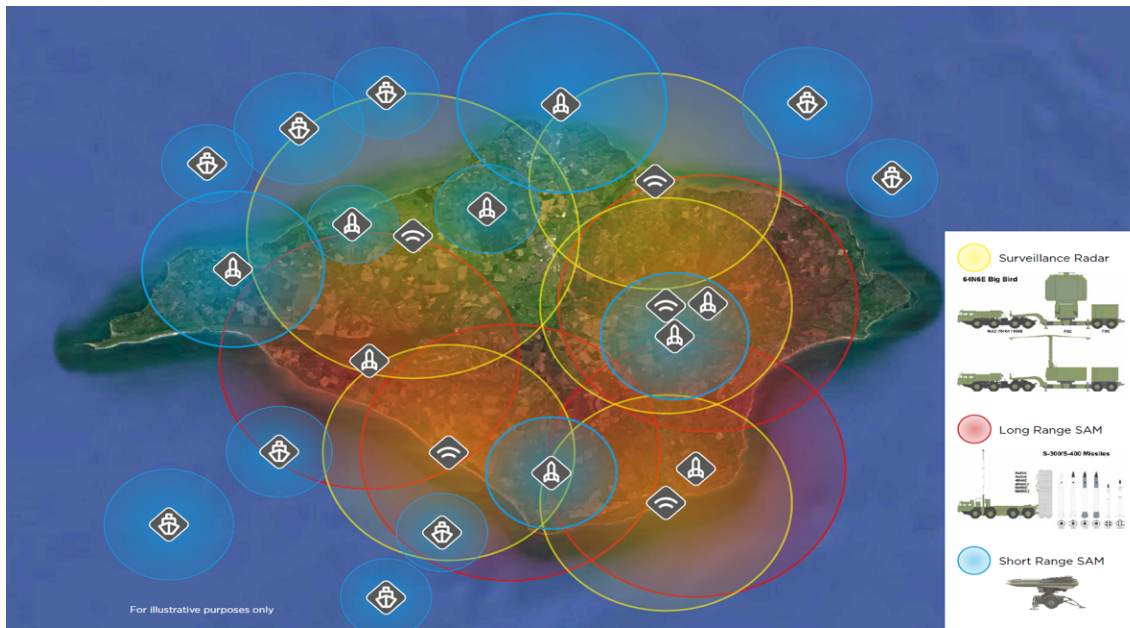 Surveillance Radar
64N6E Big Bird
Long Range SAM
S-300/S-400 Missiles
Short Range SAM
For illustrative purposes only